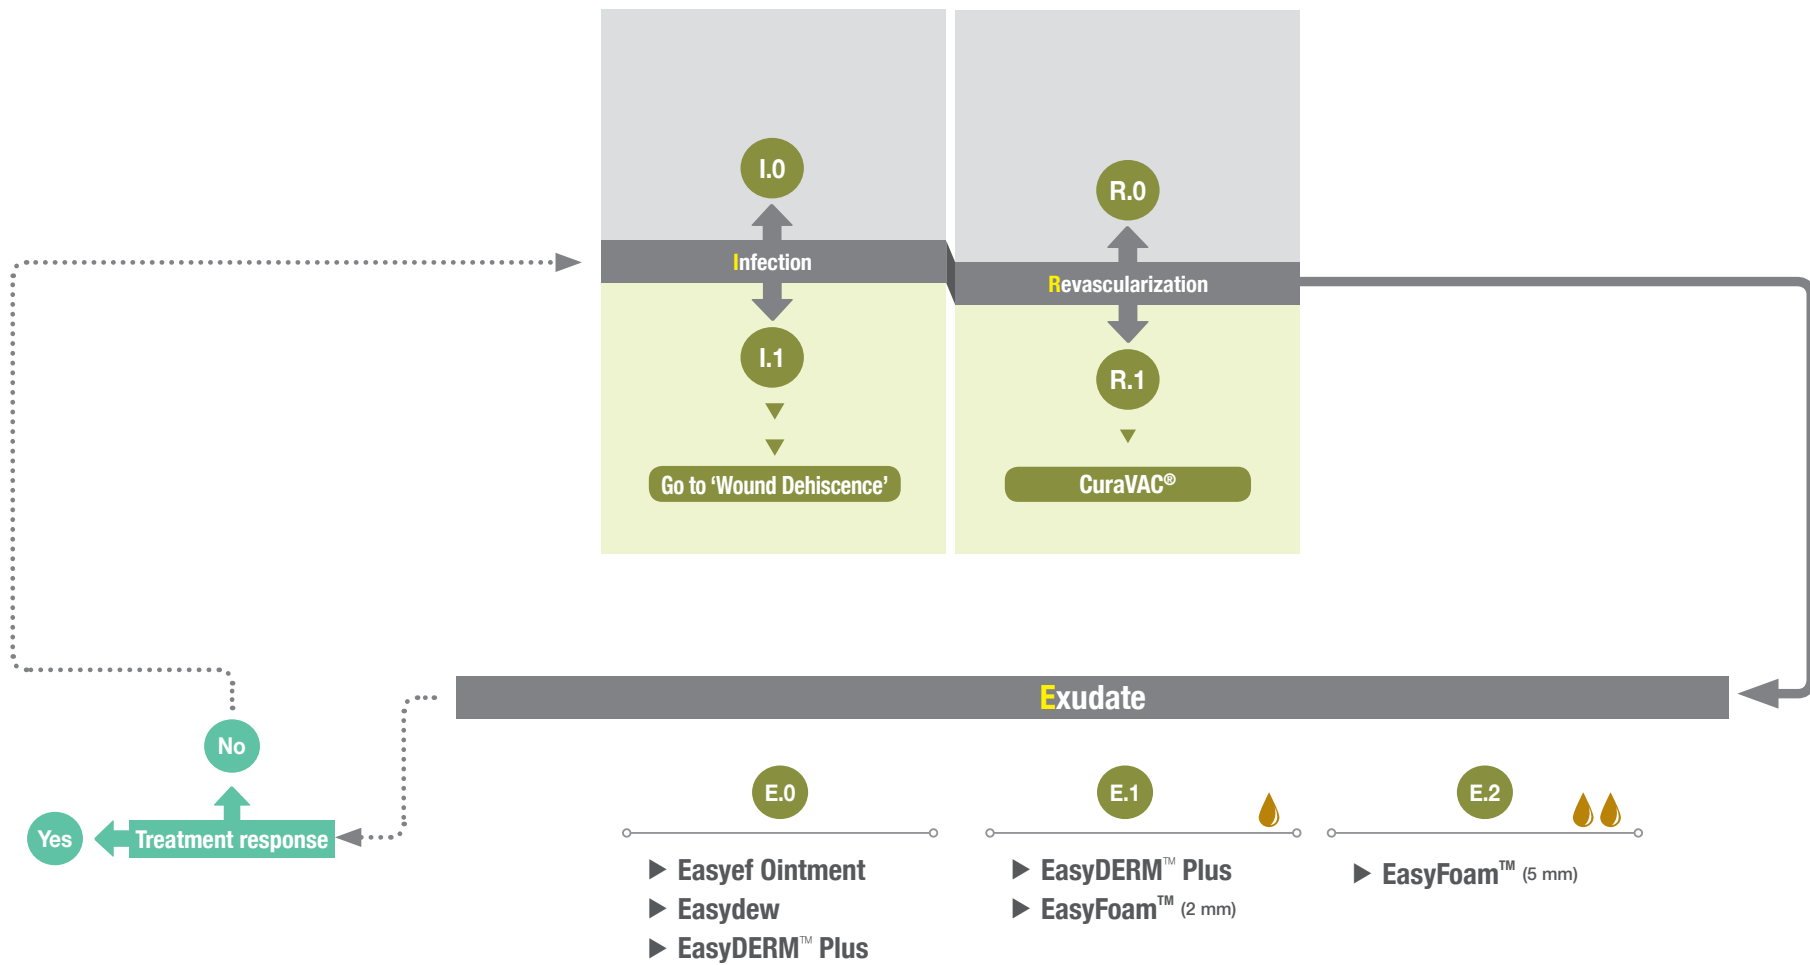 I.0
R.0
Infection
Revascularization
I.1
R.1
Go to ‘Wound Dehiscence’
CuraVAC®
Exudate
No
Yes
Treatment response
E.0
E.1
E.2
▶ Easyef Ointment
▶ Easydew
▶ EasyDERM™ Plus
▶ EasyDERM™ Plus
▶ EasyFoam™ (2 mm)
▶ EasyFoam™ (5 mm)